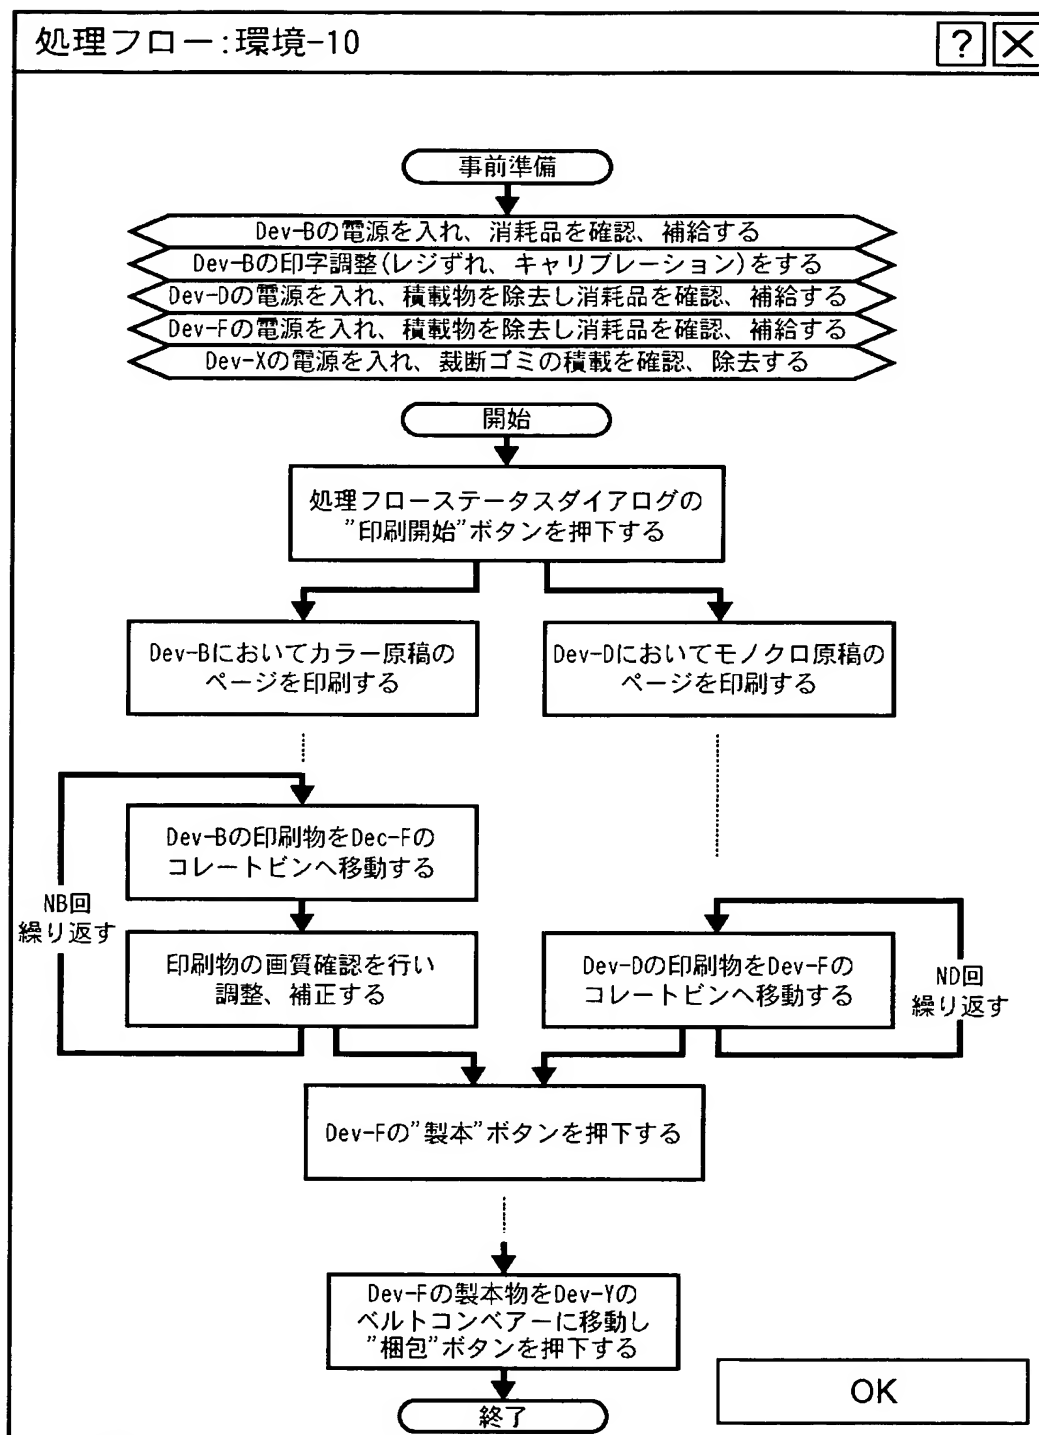 処理フロー:環境-10
?
×
事前準備
Dev-Bの電源を入れ、消耗品を確認、補給する
Dev-Bの印字調整(レジずれ、キャリブレーション)をする
Dev-Dの電源を入れ、積載物を除去し消耗品を確認、補給する
Dev-Fの電源を入れ、積載物を除去し消耗品を確認、補給する
Dev-Xの電源を入れ、裁断ゴミの積載を確認、除去する
開始
処理フローステータスダイアログの
”印刷開始”ボタンを押下する
Dev-Bにおいてカラー原稿の
ページを印刷する
Dev-Dにおいてモノクロ原稿の
ページを印刷する
Dev-Bの印刷物をDec-Fの
コレートビンへ移動する
NB回
繰り返す
印刷物の画質確認を行い
調整、補正する
Dev-Dの印刷物をDev-Fの
コレートビンへ移動する
ND回
繰り返す
Dev-Fの”製本”ボタンを押下する
Dev-Fの製本物をDev-Yの
ベルトコンベアーに移動し
”梱包”ボタンを押下する
OK
終了